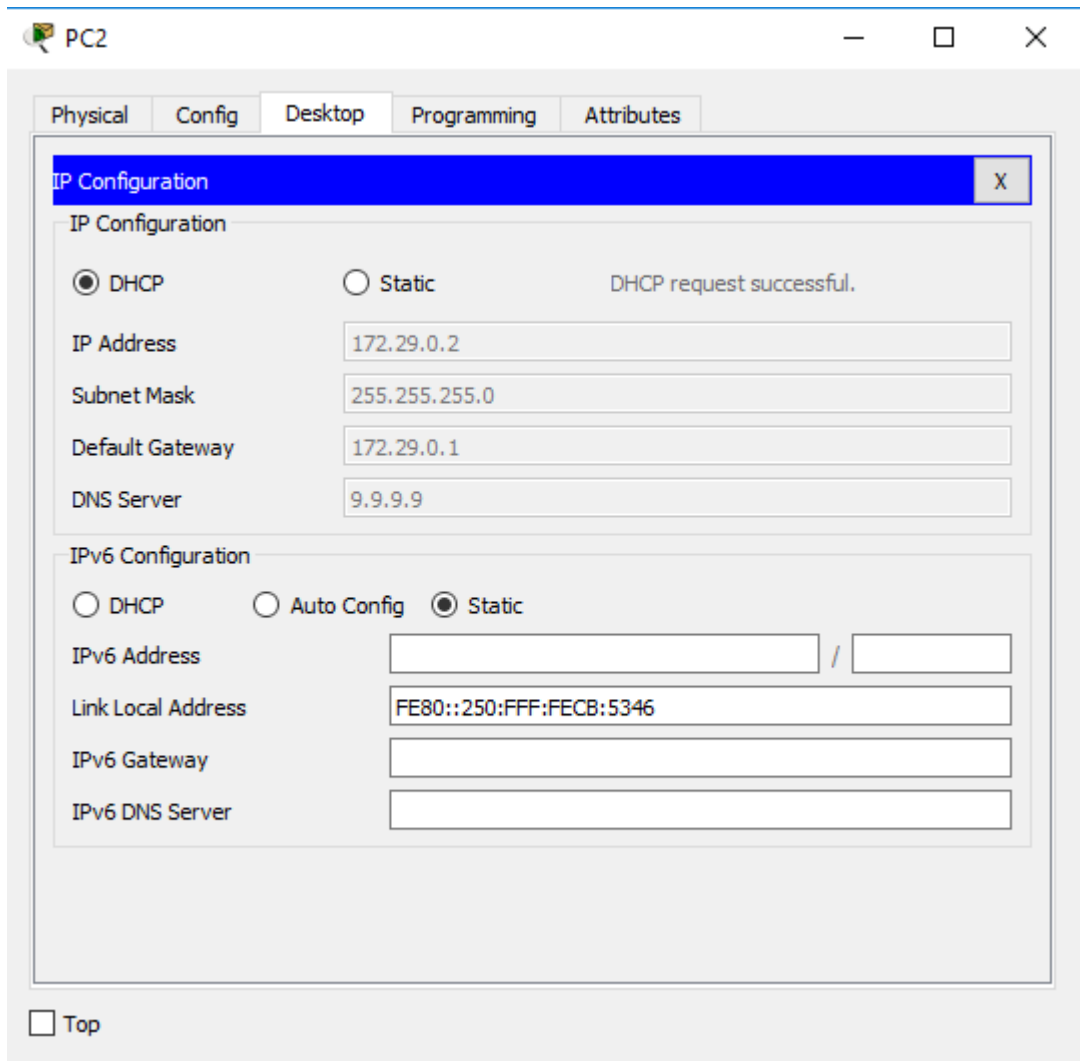 PC2
Physical Config Desktop Programming Attributes
IP Configuration X
IP Configuration
DHCP Static DHCP request successful.
IP Address 172.29.0.2
Subnet Mask 255.255.255.0
Default Gateway 172.29.0.1
DNS Server 9.9.9.9
IPv6 Configuration
DHCP Auto Config Static
IPv6 Address /
Link Local Address FE80::250:FFF:FECB:5346
IPv6 Gateway
IPv6 DNS Server
Top